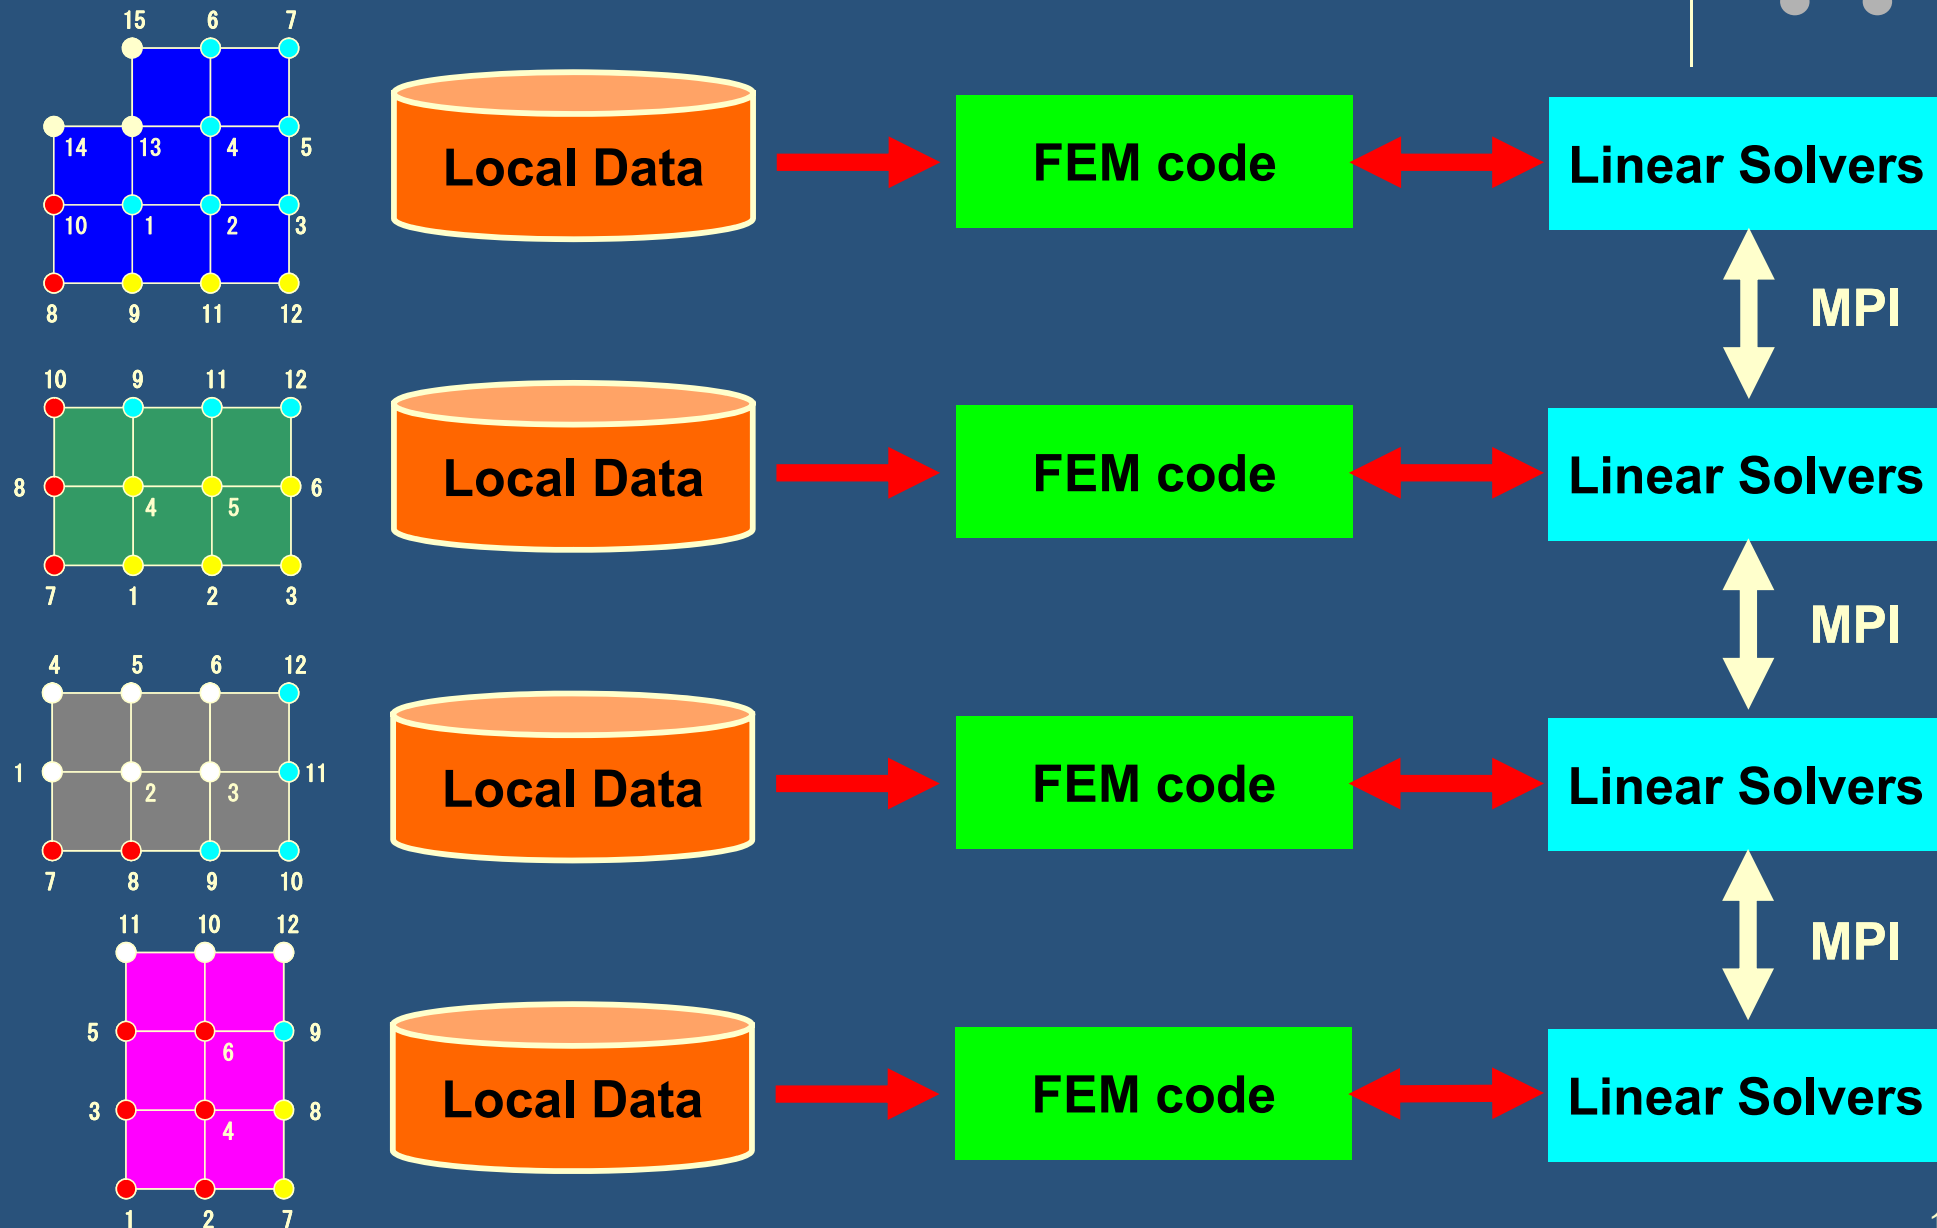 15 6 7
14 13 4 5
Local Data
FEM code
Linear Solvers
10 1 2 3
8 9 11 12
MPI
10 9 11 12
8 6
Local Data
FEM code
Linear Solvers
4 5
7 1 2 3
MPI
4 5 6 12
1 11
Local Data
FEM code
Linear Solvers
2 3
7 8 9 10
11 10 12
MPI
5 9
6
Local Data
FEM code
Linear Solvers
3 8
4
1 2 7